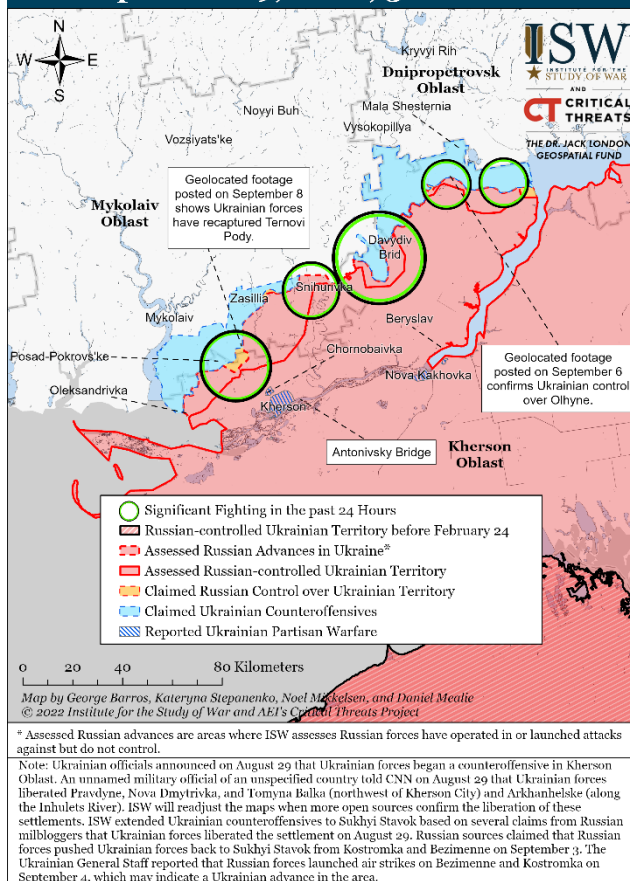 N
W E
S
ISW
INSTITUTE FOR THE
STUDY OF WAR
AND
CT CRITICAL
THREATS
THE DR. JACK LONDON
GEOSPATIAL FUND
Kryvyi Rih
Dnipropetrovsk
Oblast
Mala Shesternia
Novyi Buh
Vysokopillya
Vozsiyats'ke
Geolocated footage
posted on September 8
shows Ukrainian forces
have recaptured Ternovi
Pody.
Mykolaiv
Oblast
Davydiv
Brid
Snihurivka
Zasillia
Mykolaiv
Beryslav
Chornobaivka
Posad-Pokrovs'ke
Nova Kakhovka
Oleksandrivka
Geolocated footage
posted on September 6
confirms Ukrainian control
over Olhyne.
Kherson
Antonivsky Bridge
Kherson
Oblast
Significant Fighting in the past 24 Hours
Russian-controlled Ukrainian Territory before February 24
Assessed Russian Advances in Ukraine*
Assessed Russian-controlled Ukrainian Territory
Claimed Russian Control over Ukrainian Territory
Claimed Ukrainian Counteroffensives
Reported Ukrainian Partisan Warfare
0 20 40 80 Kilometers
Map by George Barros, Kateryna Stepanenko, Noel Mikkelsen, and Daniel Mealie
© 2022 Institute for the Study of War and AEI's Critical Threats Project
* Assessed Russian advances are areas where ISW assesses Russian forces have operated in or launched attacks
against but do not control.
Note: Ukrainian officials announced on August 29 that Ukrainian forces began a counteroffensive in Kherson
Oblast. An unnamed military official of an unspecified country told CNN on August 29 that Ukrainian forces
liberated Pravdyne, Nova Dmytrivka, and Tomyna Balka (northwest of Kherson City) and Arkhanhelske (along
the Inhulets River). ISW will readjust the maps when more open sources confirm the liberation of these
settlements. ISW extended Ukrainian counteroffensives to Sukhyi Stavok based on several claims from Russian
milbloggers that Ukrainian forces liberated the settlement on August 29. Russian sources claimed that Russian
forces pushed Ukrainian forces back to Sukhyi Stavok from Kostromka and Bezimenne on September 3. The
Ukrainian General Staff reported that Russian forces launched air strikes on Bezimenne and Kostromka on
September 4, which may indicate a Ukrainian advance in the area.